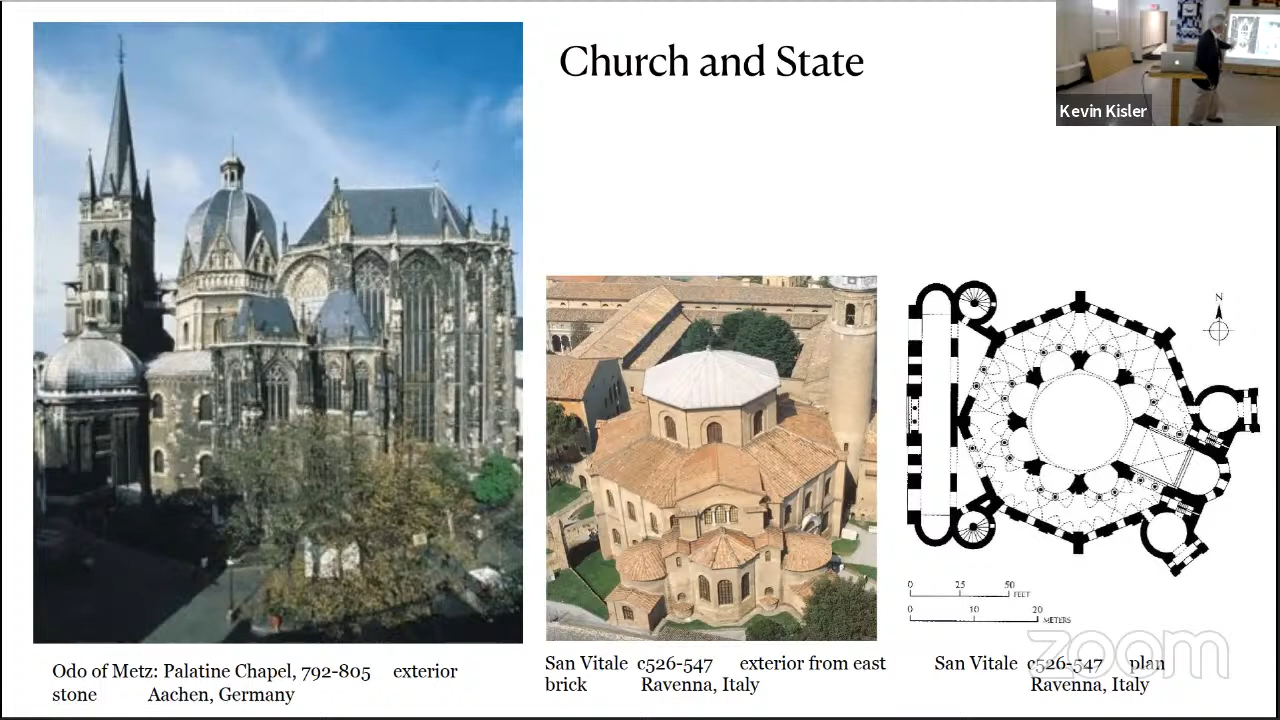 Church and State
Kevin Kisler
N
0 25 50
FEET
0 10 20
METERS
zoom
Odo of Metz: Palatine Chapel, 792-805 exterior
stone Aachen, Germany
San Vitale c526-547 exterior from east
brick Ravenna, Italy
San Vitale c526-547 plan
Ravenna, Italy